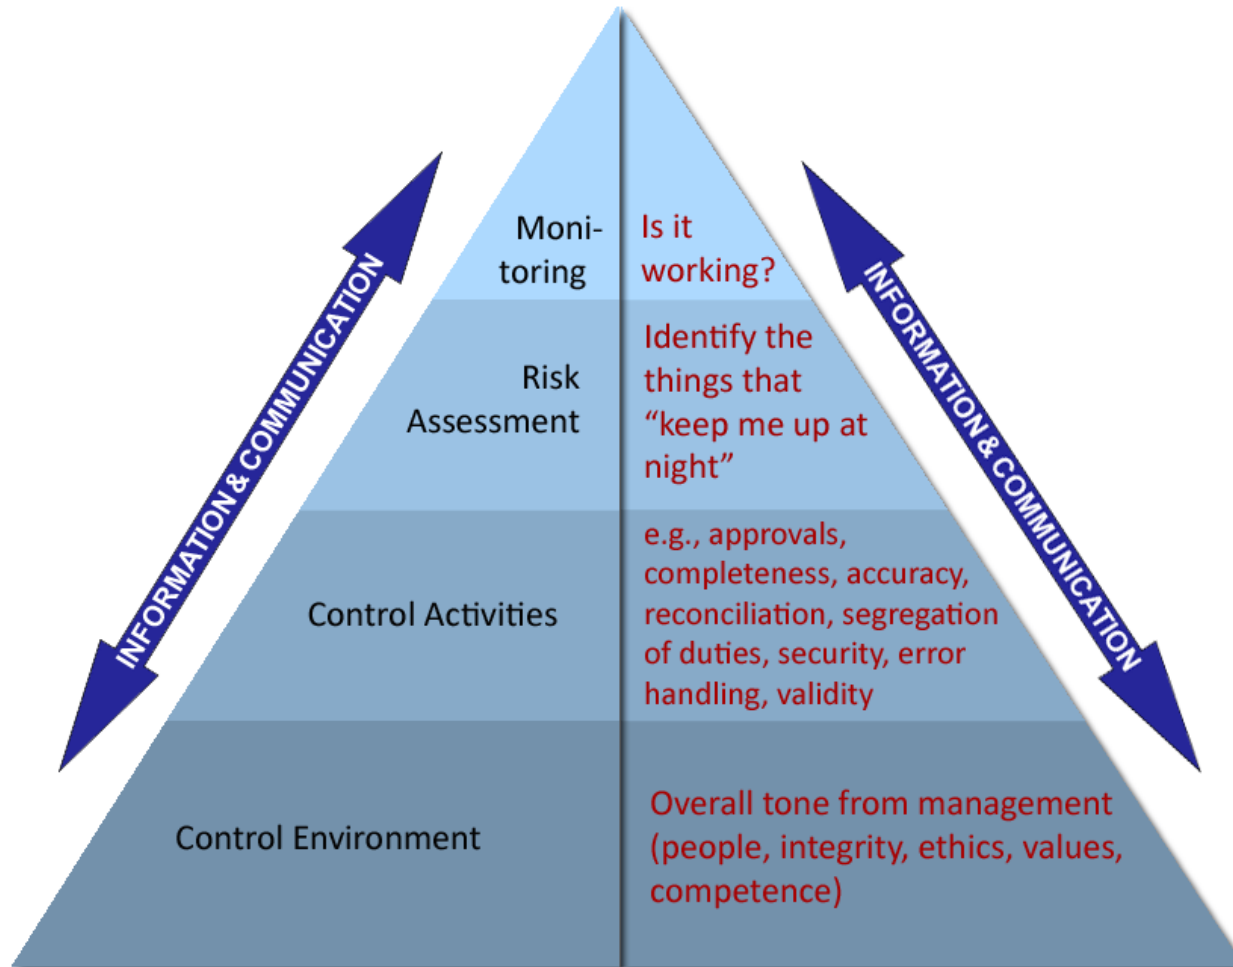 Moni-
toring
Is it
working?
Risk
Assessment
Identify the
things that
“keep me up at
night”
Control Activities
e.g., approvals,
completeness, accuracy,
reconciliation, segregation
of duties, security, error
handling, validity
Control Environment
Overall tone from management
(people, integrity, ethics, values,
competence)
INFORMATION & COMMUNICATION
INFORMATION & COMMUNICATION